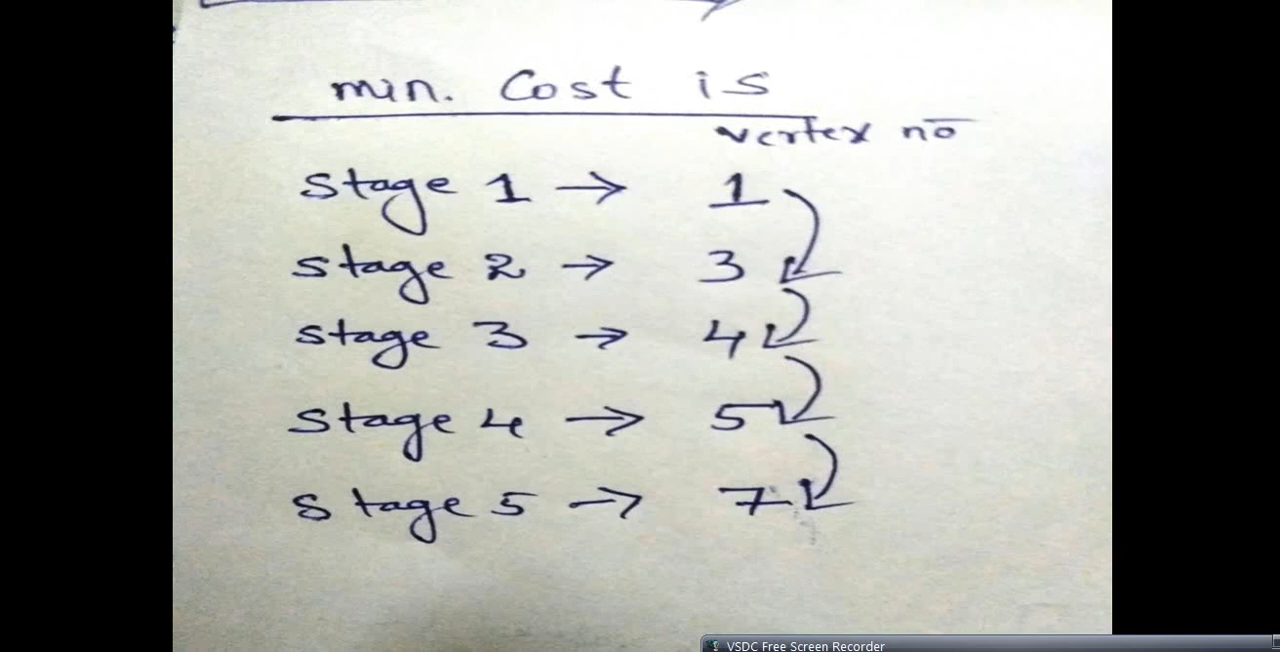 min. Cost is
vertex no
Stage 1 → 1
Stage 2 → 3
Stage 3 → 4
Stage 4 → 5
Stage 5 → 7
VSDC Free Screen Recorder